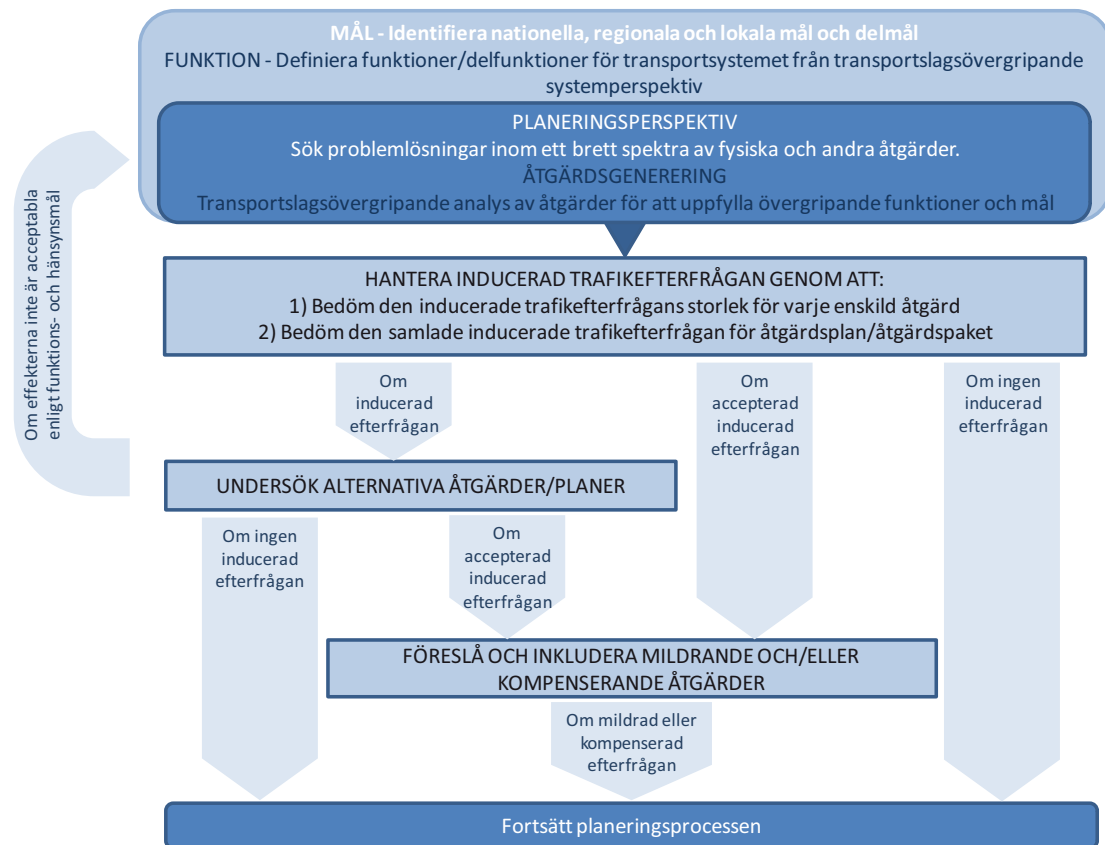 MÅL - Identifiera nationella, regionala och lokala mål och delmål
FUNKTION - Definiera funktioner/delfunktioner för transportsystemet från transportslagsövergripande
systemperspektiv
PLANERINGSPERSPEKTIV
Sök problemlösningar inom ett brett spektra av fysiska och andra åtgärder.
ÅTGÄRDSGENERERING
Transportslagsövergripande analys av åtgärder för att uppfylla övergripande funktioner och mål
Om effekterna inte är acceptabla
enligt funktions- och hänsynsmål
HANTERA INDUCERAD TRAFIKEFTERFRÅGAN GENOM ATT:
1) Bedöm den inducerade trafikefterfrågans storlek för varje enskild åtgärd
2) Bedöm den samlade inducerade trafikefterfrågan för åtgärdsplan/åtgärdspaket
Om
inducerad
efterfrågan
Om
accepterad
inducerad
efterfrågan
Om ingen
inducerad
efterfrågan
UNDERSÖK ALTERNATIVA ÅTGÄRDER/PLANER
Om ingen
inducerad
efterfrågan
Om
accepterad
inducerad
efterfrågan
FÖRESLÅ OCH INKLUDERA MILDRANDE OCH/ELLER
KOMPENSERANDE ÅTGÄRDER
Om mildrad eller
kompenserad
efterfrågan
Fortsätt planeringsprocessen